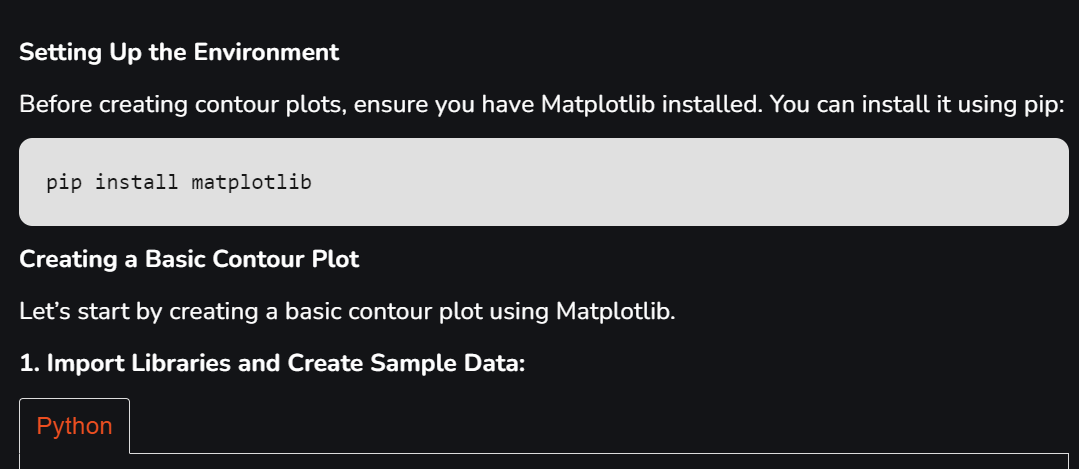 Setting Up the Environment
Before creating contour plots, ensure you have Matplotlib installed. You can install it using pip:
pip install matplotlib
Creating a Basic Contour Plot
Let’s start by creating a basic contour plot using Matplotlib.
1. Import Libraries and Create Sample Data:
Python